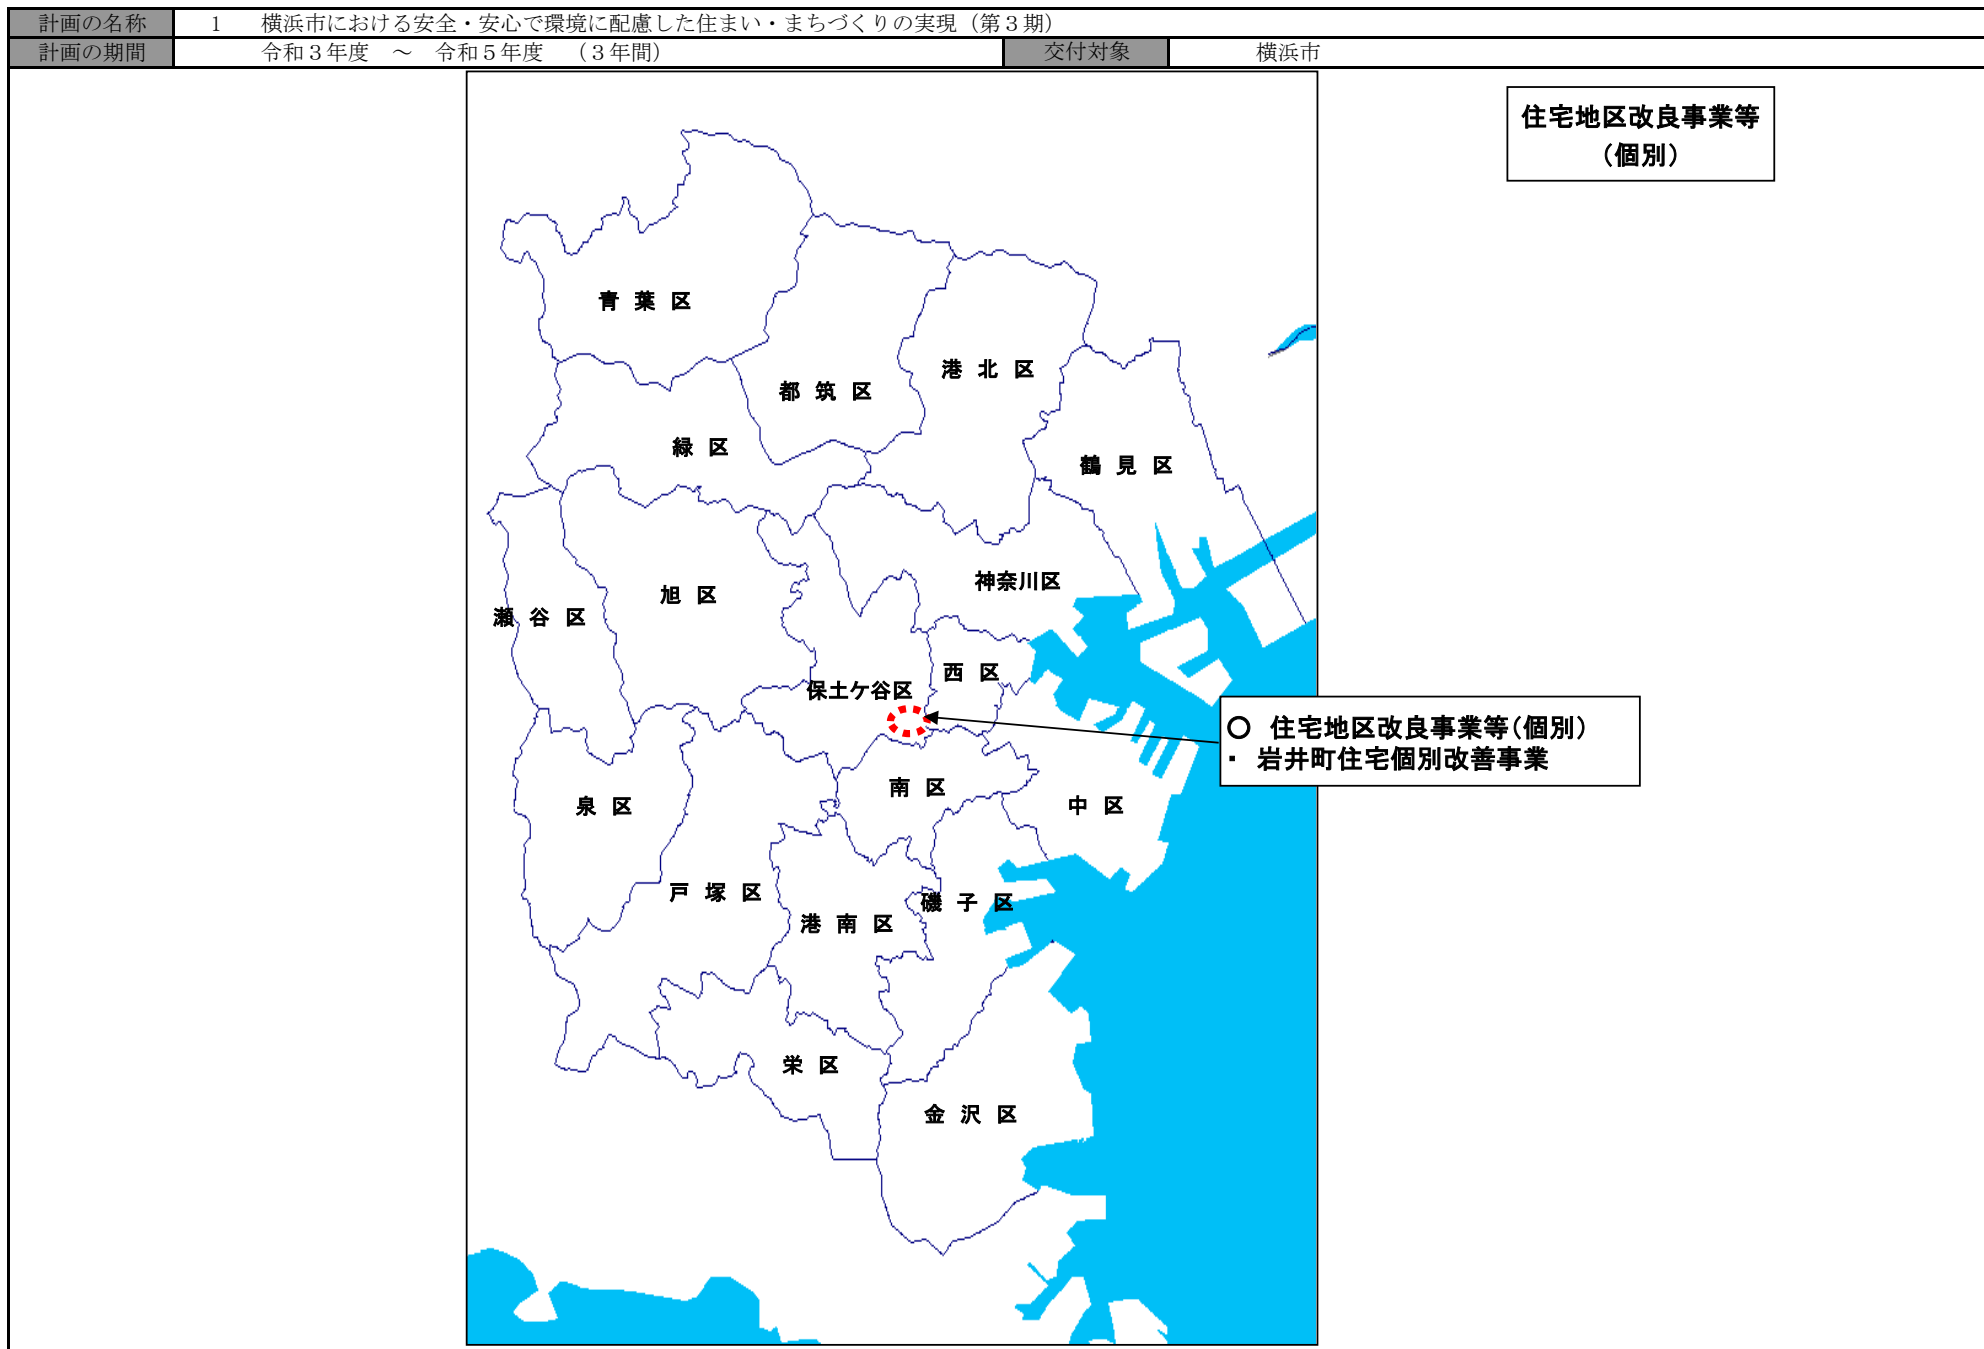 計画の名称 1 横浜市における安全・安心で環境に配慮した住まい・まちづくりの実現（第３期）
計画の期間 令和３年度 ～ 令和５年度 （３年間） 交付対象 横浜市
住宅地区改良事業等
（個別）
青葉区
港北区
都筑区
緑区
鶴見区
神奈川区
旭区
瀬谷区
西区
保土ケ谷区
○ 住宅地区改良事業等（個別）
・ 岩井町住宅個別改善事業
南区
泉区
中区
戸塚区
磯子区
港南区
栄区
金沢区